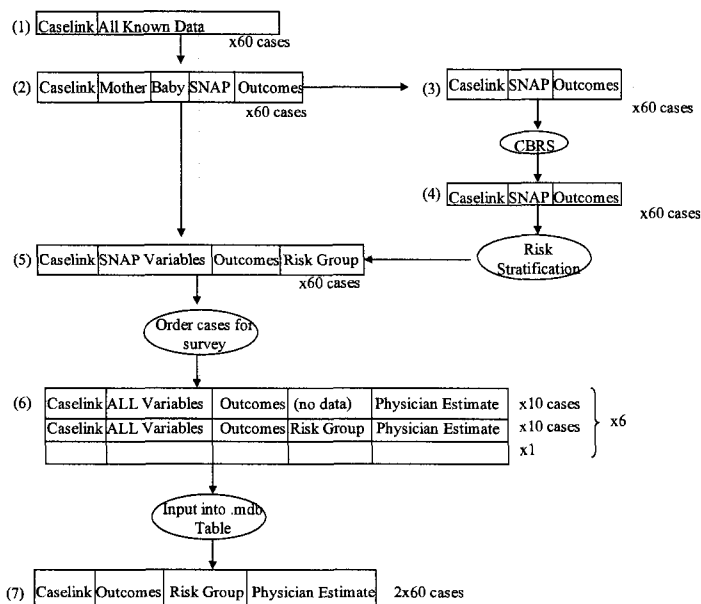 (1) Caselink All Known Data
x60 cases
(2) Caselink Mother Baby SNAP Outcomes
x60 cases
(3) Caselink SNAP Outcomes
x60 cases
CBRS
(4) Caselink SNAP Outcomes
x60 cases
Risk
Stratification
(5) Caselink SNAP Variables Outcomes Risk Group
x60 cases
Order cases for
survey
(6) Caselink ALL Variables Outcomes (no data) Physician Estimate x10 cases
Caselink ALL Variables Outcomes Risk Group Physician Estimate x10 cases
x1
x6
Input into .mdb
Table
(7) Caselink Outcomes Risk Group Physician Estimate 2x60 cases